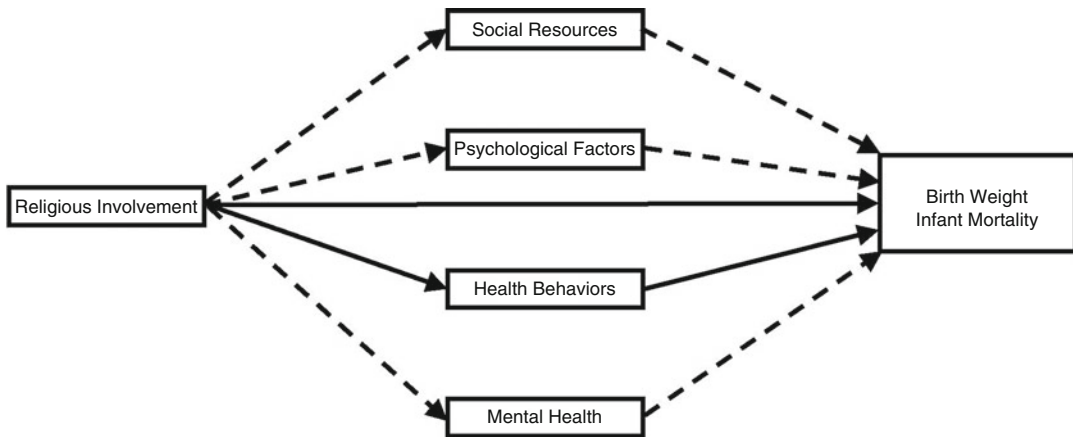 Social Resources
Psychological Factors
Religious Involvement
Birth Weight
Infant Mortality
Health Behaviors
Mental Health